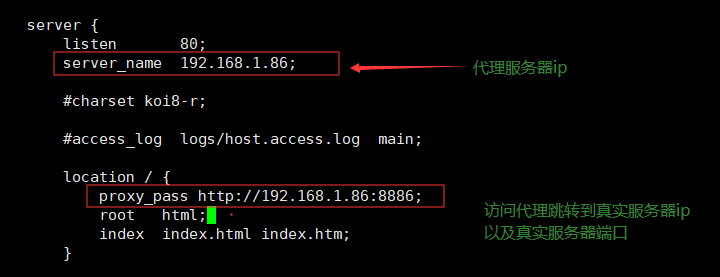 server {
listen 80;
server_name 192.168.1.86;
代理服务器ip
#charset koi8-r;
#access_log logs/host.access.log main;
location / {
proxy_pass http://192.168.1.86:8886;
root html;
index index.html index.htm;
}
访问代理跳转到真实服务器ip
以及真实服务器端口